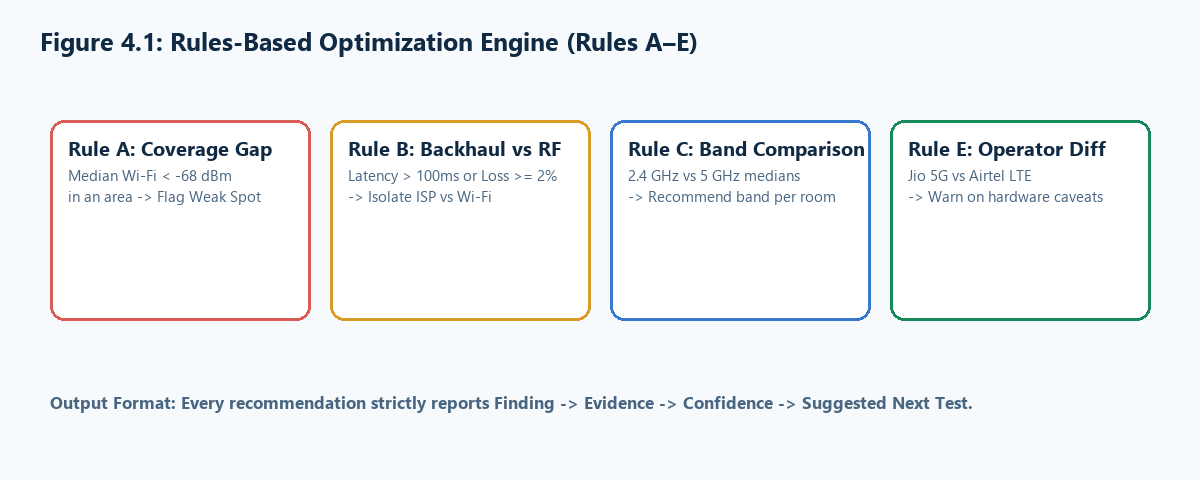 Figure 4.1: Rules-Based Optimization Engine (Rules A–E)
Rule A: Coverage Gap
Median Wi-Fi < -68 dBm
in an area -> Flag Weak Spot
Rule B: Backhaul vs RF
Latency > 100ms or Loss >= 2%
-> Isolate ISP vs Wi-Fi
Rule C: Band Comparison
2.4 GHz vs 5 GHz medians
-> Recommend band per room
Rule E: Operator Diff
Jio 5G vs Airtel LTE
-> Warn on hardware caveats
Output Format: Every recommendation strictly reports Finding -> Evidence -> Confidence -> Suggested Next Test.